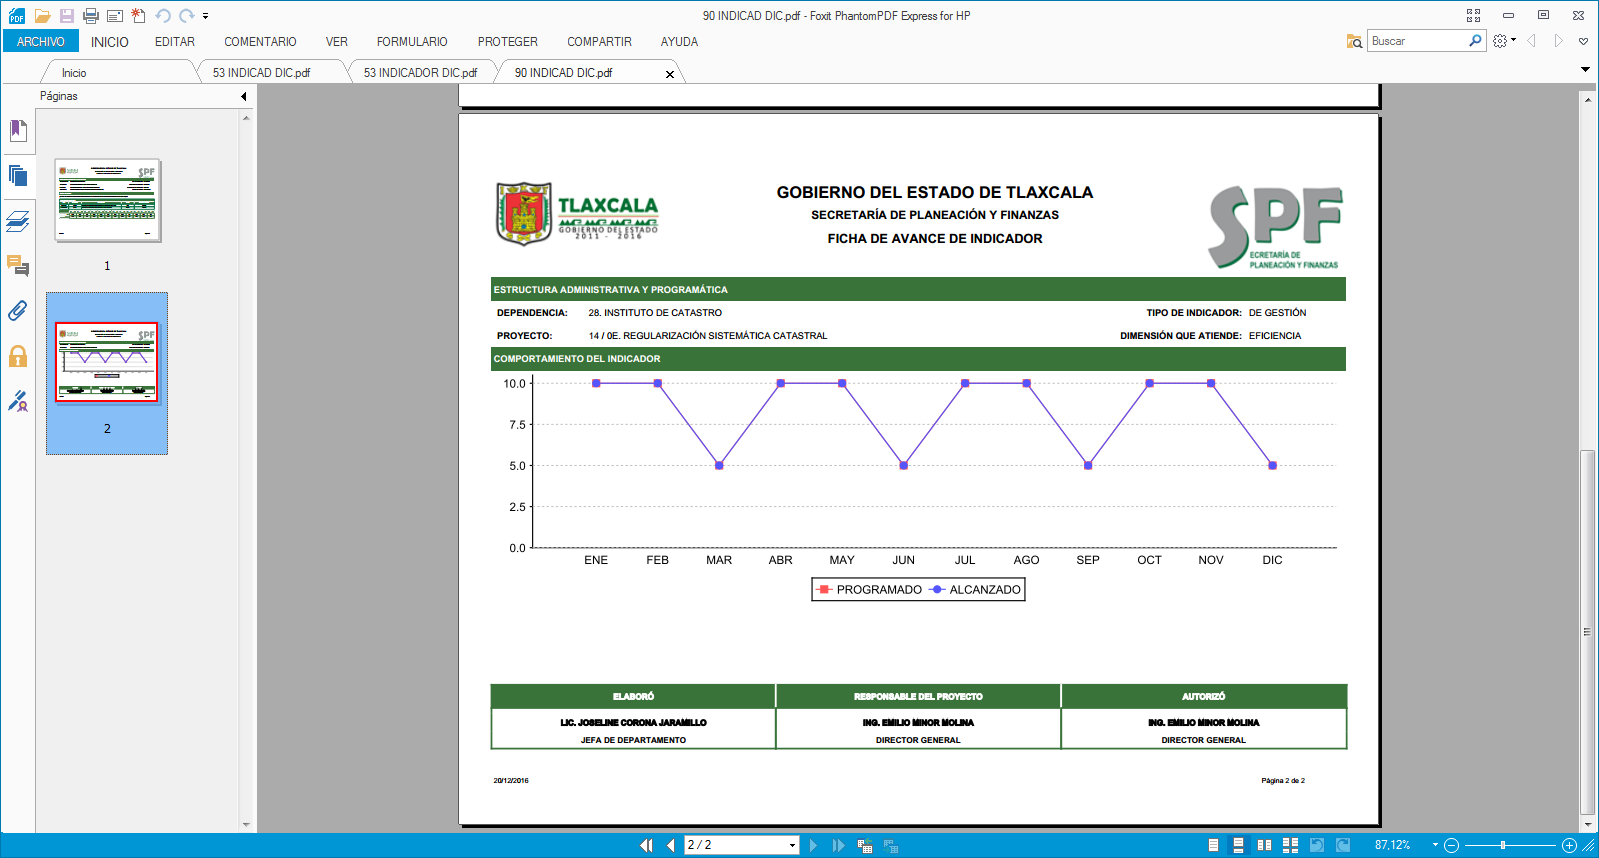 90 INDICAD DIC.pdf - Foxit PhantomPDF Express for HP
ARCHIVO INICIO EDITAR COMENTARIO VER FORMULARIO PROTEGER COMPARTIR AYUDA
Buscar
Inicio 53 INDICAD DIC.pdf 53 INDICADOR DIC.pdf 90 INDICAD DIC.pdf
Páginas
1
2
TLAXCALA
GOBIERNO DEL ESTADO
2011 - 2016
GOBIERNO DEL ESTADO DE TLAXCALA
SECRETARÍA DE PLANEACIÓN Y FINANZAS
FICHA DE AVANCE DE INDICADOR
SPF
ECRETARÍA DE
PLANEACIÓN Y FINANZAS
ESTRUCTURA ADMINISTRATIVA Y PROGRAMÁTICA
DEPENDENCIA: 28. INSTITUTO DE CATASTRO TIPO DE INDICADOR: DE GESTIÓN
PROYECTO: 14 / 0E. REGULARIZACIÓN SISTEMÁTICA CATASTRAL DIMENSIÓN QUE ATIENDE: EFICIENCIA
COMPORTAMIENTO DEL INDICADOR
10.0
7.5
5.0
2.5
0.0
ENE FEB MAR ABR MAY JUN JUL AGO SEP OCT NOV DIC
PROGRAMADO ALCANZADO
ELABORÓ RESPONSABLE DEL PROYECTO AUTORIZÓ
LIC. JOSELINE CORONA JARAMILLO ING. EMILIO MINOR MOLINA ING. EMILIO MINOR MOLINA
JEFA DE DEPARTAMENTO DIRECTOR GENERAL DIRECTOR GENERAL
20/12/2016 Página 2 de 2
2 / 2
87,12%